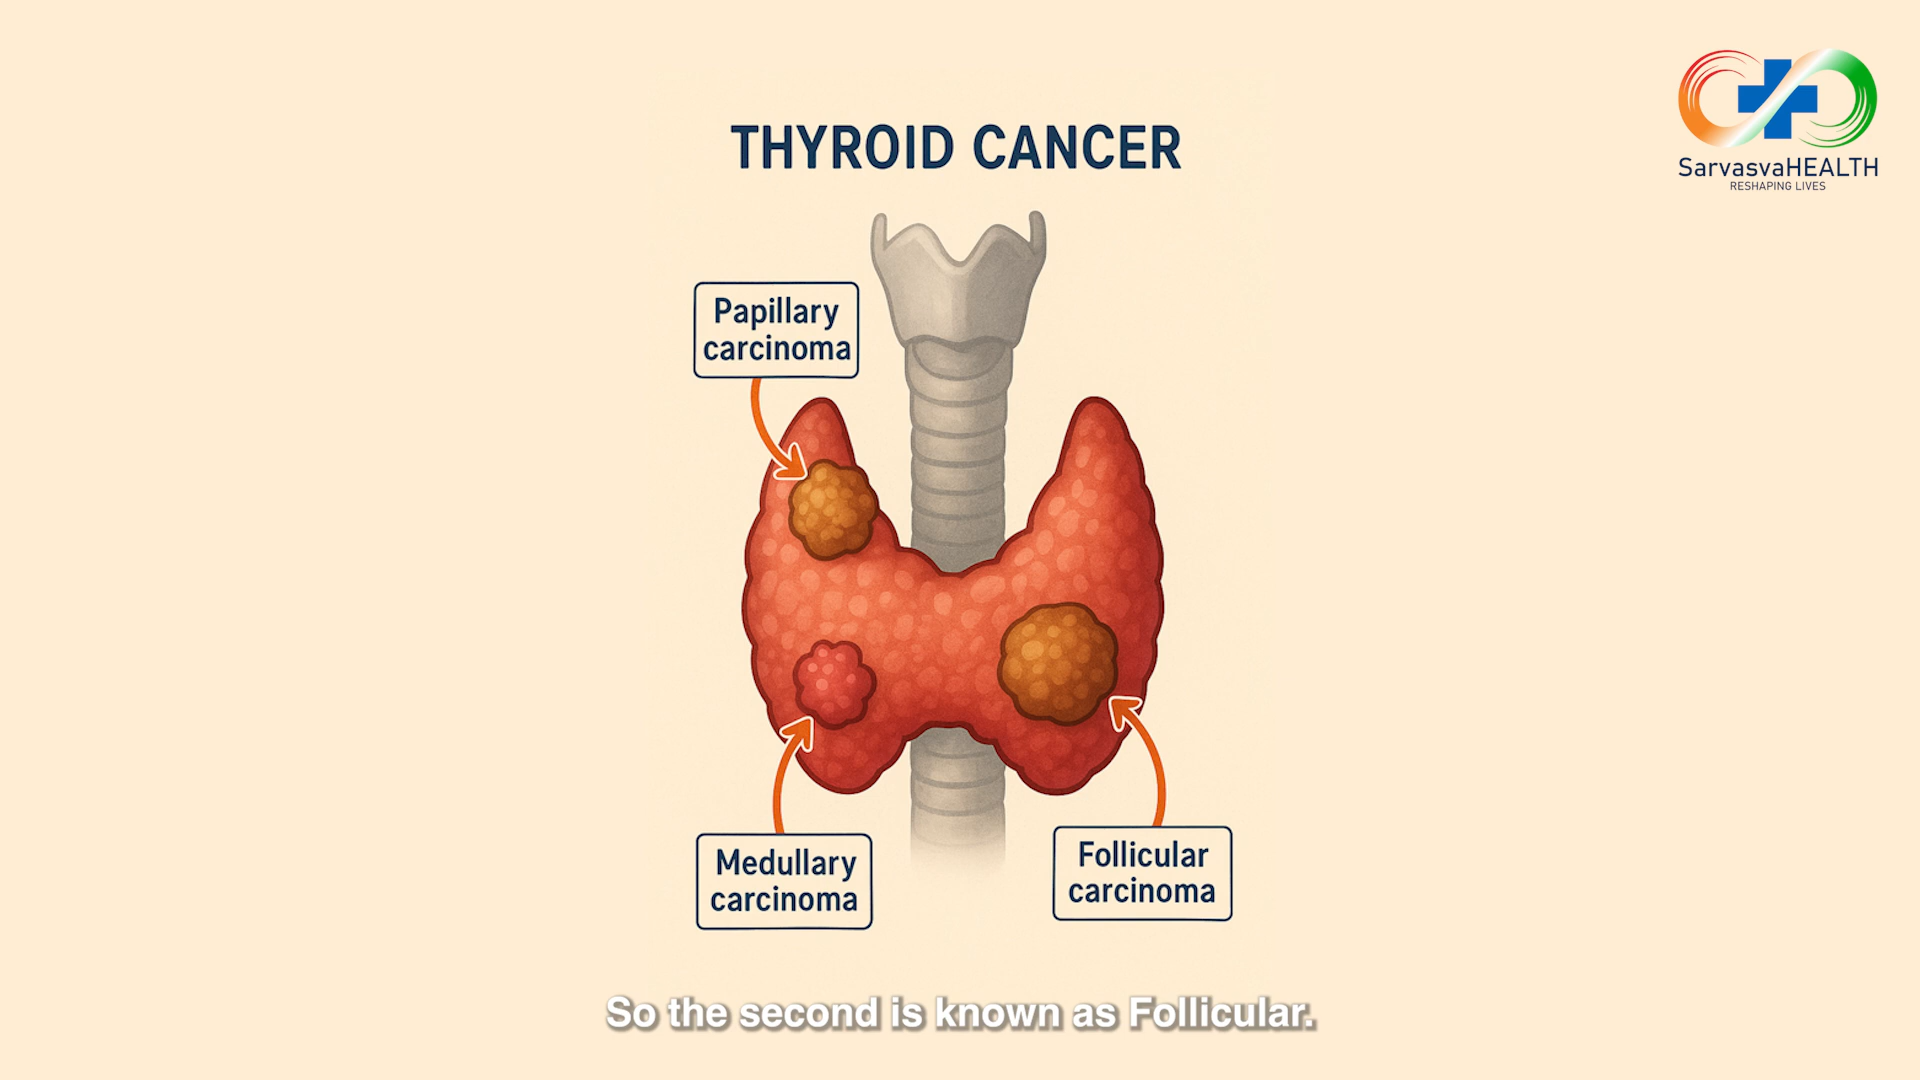 THYROID CANCER
SarvasvaHEALTH
RESHAPING LIVES
Papillary
carcinoma
Medullary
carcinoma
Follicular
carcinoma
So the second is known as Follicular.